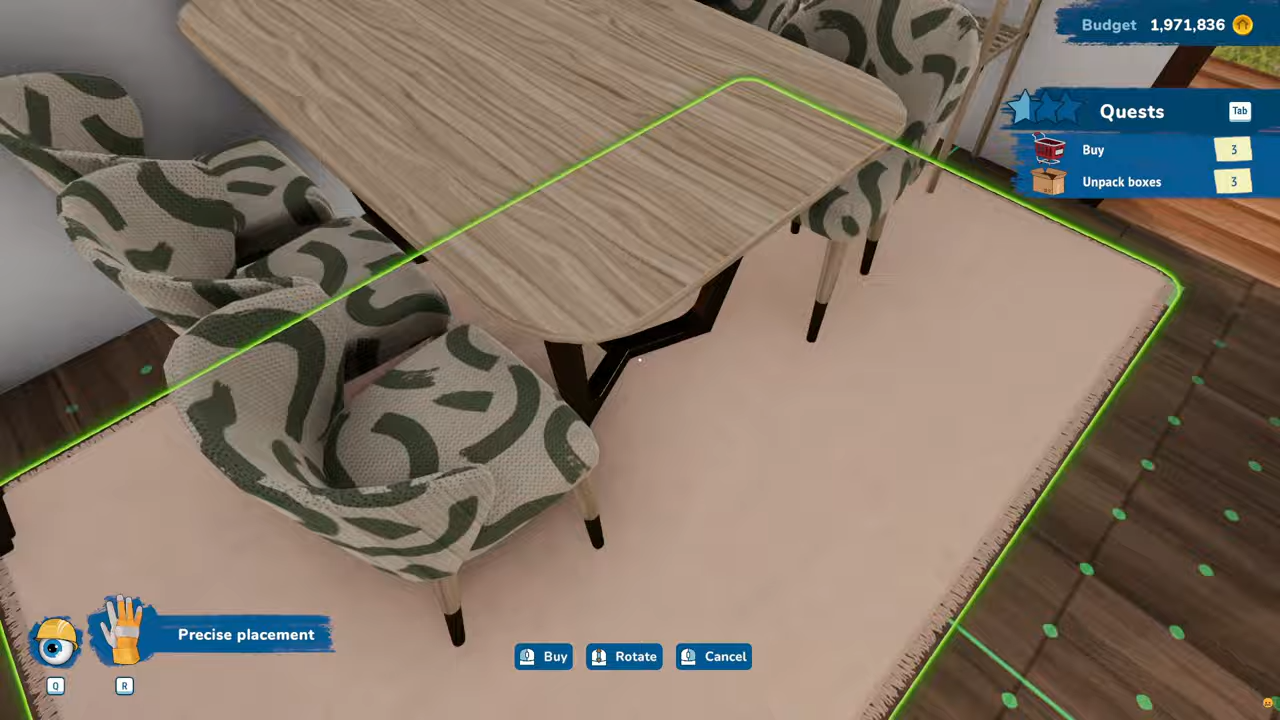 Budget 1,971,836
Quests Tab
Buy 3
Unpack boxes 3
Precise placement
Q R
Buy Rotate Cancel